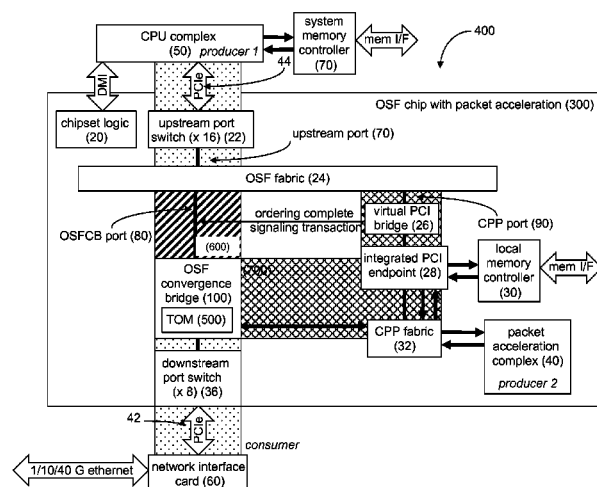 CPU complex
(50) producer 1
system
memory
controller
(70)
mem I/F
400
44
DMI
PCIe
OSF chip with packet acceleration (300)
chipset logic
(20)
upstream port
switch (x 16) (22)
upstream port (70)
OSF fabric (24)
OSFCB port (80)
ordering complete
signaling transaction
(600)
virtual PCI
bridge (26)
CPP port (90)
integrated PCI
endpoint (28)
local
memory
controller
(30)
mem I/F
OSF
convergence
bridge (100)
(700)
TOM (500)
CPP fabric
(32)
packet
acceleration
complex (40)
producer 2
downstream
port switch
(x 8) (36)
42
PCIe
consumer
1/10/40 G ethernet
network interface
card (60)